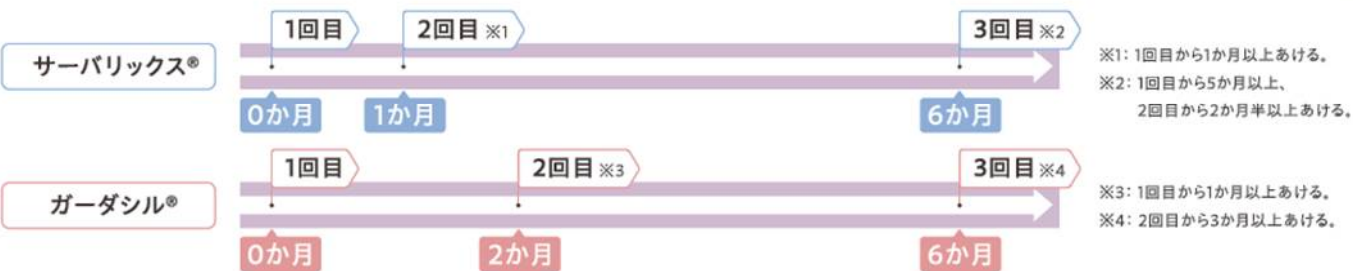 1回目
2回目 ※1
3回目 ※2
サーバリックス®
0か月
1か月
6か月
※1: 1回目から1か月以上あける。
※2: 1回目から5か月以上、
2回目から2か月半以上あける。
1回目
2回目 ※3
3回目 ※4
ガーダシル®
0か月
2か月
6か月
※3: 1回目から1か月以上あける。
※4: 2回目から3か月以上あける。